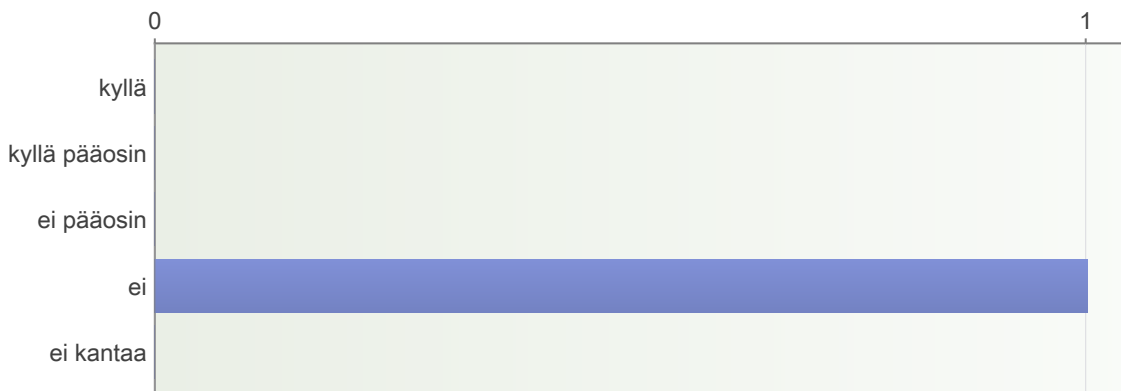 0 1
kyllä
kyllä pääosin
ei pääosin
ei
ei kantaa